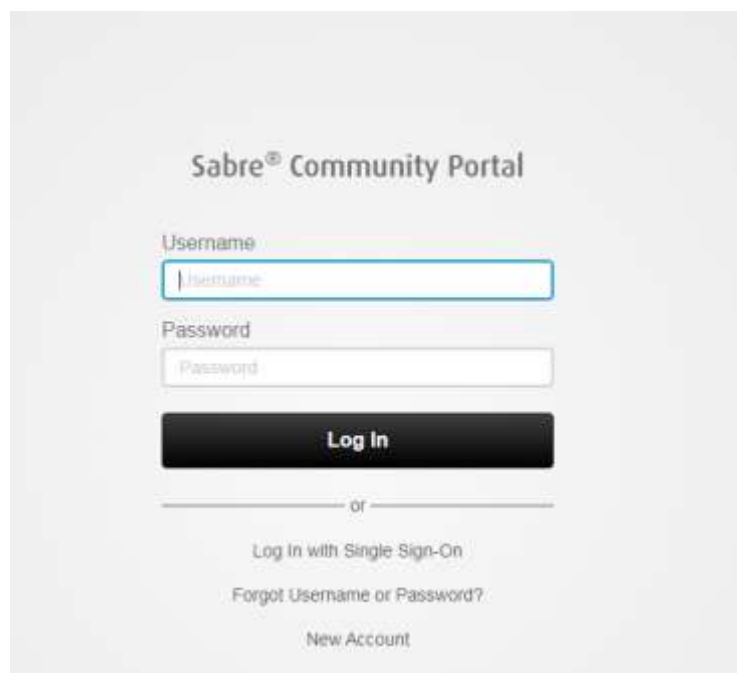 Sabre® Community Portal
Username
Username
Password
Password
Log In
or
Log In with Single Sign-On
Forgot Username or Password?
New Account